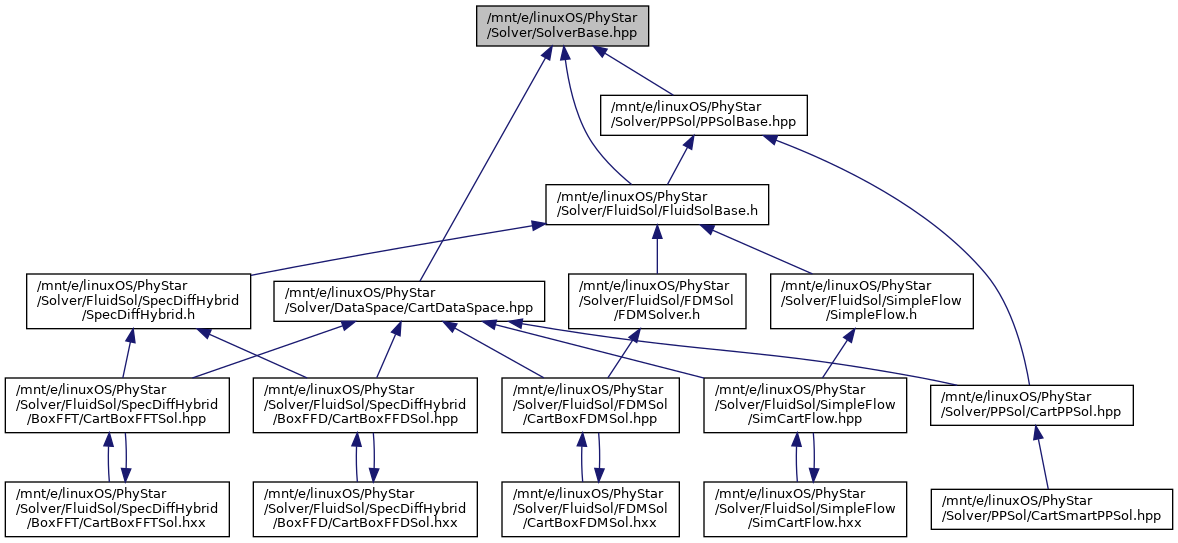 /mnt/e/linuxOS/PhyStar
/Solver/SolverBase.hpp
/mnt/e/linuxOS/PhyStar
/Solver/PPSol/PPSolBase.hpp
/mnt/e/linuxOS/PhyStar
/Solver/FluidSol/FluidSolBase.h
/mnt/e/linuxOS/PhyStar
/Solver/FluidSol/SpecDiffHybrid
/SpecDiffHybrid.h
/mnt/e/linuxOS/PhyStar
/Solver/DataSpace/CartDataSpace.hpp
/mnt/e/linuxOS/PhyStar
/Solver/FluidSol/FDMSol
/FDMSolver.h
/mnt/e/linuxOS/PhyStar
/Solver/FluidSol/SimpleFlow
/SimpleFlow.h
/mnt/e/linuxOS/PhyStar
/Solver/FluidSol/SpecDiffHybrid
/BoxFFT/CartBoxFFTSol.hpp
/mnt/e/linuxOS/PhyStar
/Solver/FluidSol/SpecDiffHybrid
/BoxFFD/CartBoxFFDSol.hpp
/mnt/e/linuxOS/PhyStar
/Solver/FluidSol/FDMSol
/CartBoxFDMSol.hpp
/mnt/e/linuxOS/PhyStar
/Solver/FluidSol/SimpleFlow
/SimCartFlow.hpp
/mnt/e/linuxOS/PhyStar
/Solver/PPSol/CartPPSol.hpp
/mnt/e/linuxOS/PhyStar
/Solver/FluidSol/SpecDiffHybrid
/BoxFFT/CartBoxFFTSol.hxx
/mnt/e/linuxOS/PhyStar
/Solver/FluidSol/SpecDiffHybrid
/BoxFFD/CartBoxFFDSol.hxx
/mnt/e/linuxOS/PhyStar
/Solver/FluidSol/FDMSol
/CartBoxFDMSol.hxx
/mnt/e/linuxOS/PhyStar
/Solver/FluidSol/SimpleFlow
/SimCartFlow.hxx
/mnt/e/linuxOS/PhyStar
/Solver/PPSol/CartSmartPPSol.hpp